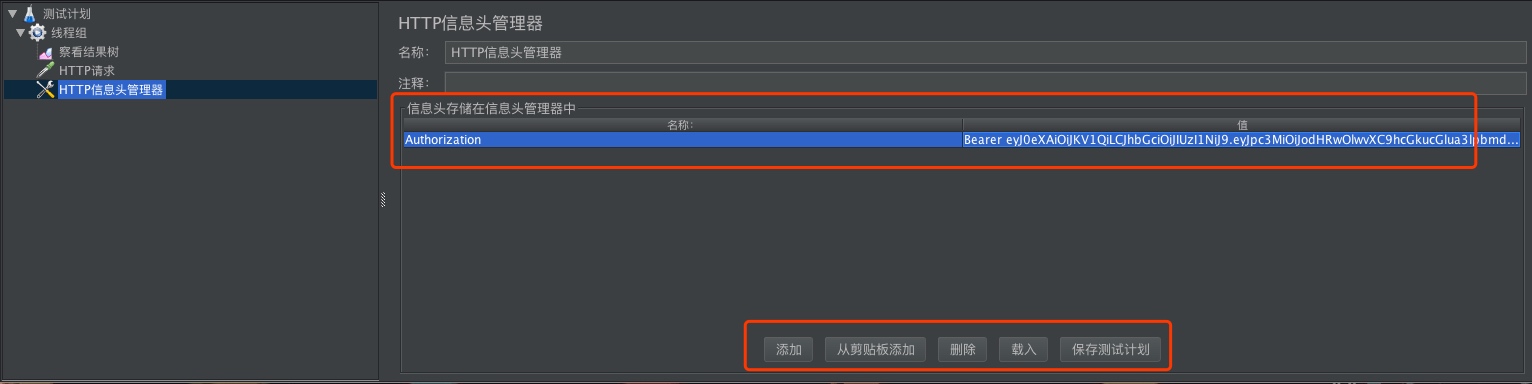 测试计划
线程组
察看结果树
HTTP请求
HTTP信息头管理器
HTTP信息头管理器
名称： HTTP信息头管理器
注释：
信息头存储在信息头管理器中
名称： 值
Authorization Bearer eyJ0eXAiOiJKV1QiLCJhbGciOiJIUzI1NiJ9.eyJpc3MiOiJodHRwOlwvXC9hcGkucGlua3lpbmd...
添加 从剪贴板添加 删除 载入 保存测试计划